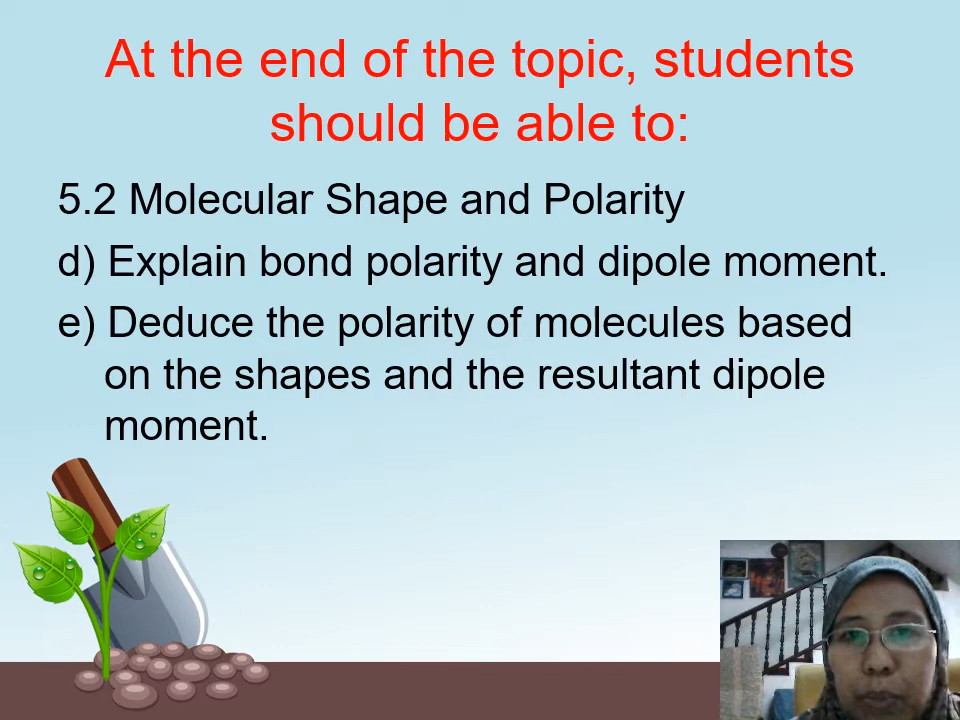 At the end of the topic, students
should be able to:
5.2 Molecular Shape and Polarity
d) Explain bond polarity and dipole moment.
e) Deduce the polarity of molecules based
on the shapes and the resultant dipole
moment.